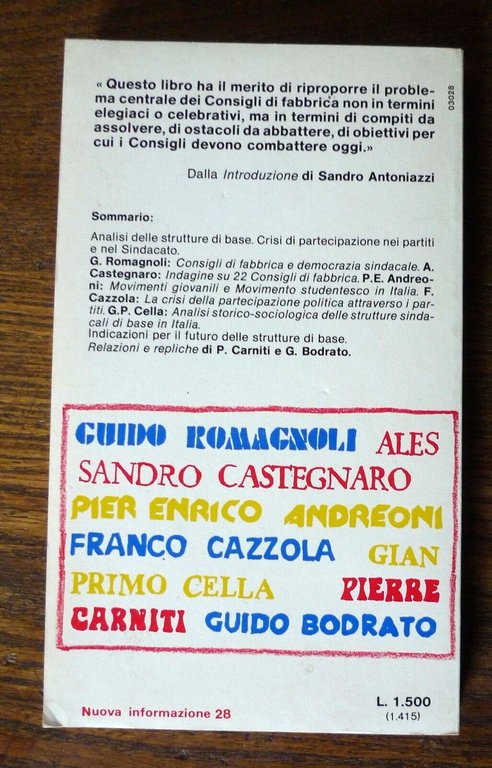 « Questo libro ha il merito di riproporre il proble-
ma centrale dei Consigli di fabbrica non in termini
elegiaci o celebrativi, ma in termini di compiti da
assolvere, di ostacoli da abbattere, di obiettivi per
cui i Consigli devono combattere oggi.»
03028
Dalla Introduzione di Sandro Antoniazzi
Sommario:
Analisi delle strutture di base. Crisi di partecipazione nei partiti
e nel Sindacato.
G. Romagnoli: Consigli di fabbrica e democrazia sindacale. A.
Castegnaro: Indagine su 22 Consigli di fabbrica. P.E. Andreo-
ni: Movimenti giovanili e Movimento studentesco in Italia. F.
Cazzola: La crisi della partecipazione politica attraverso i par-
titi. G.P. Cella: Analisi storico-sociologica delle strutture sinda-
cali di base in Italia.
Indicazioni per il futuro delle strutture di base.
Relazioni e repliche di P. Carniti e G. Bodrato.
GUIDO ROMAGNOLI ALES
SANDRO CASTEGNARO
PIER ENRICO ANDREONI
FRANCO CAZZOLA GIAN
PRIMO CELLA PIERRE
CARNITI GUIDO BODRATO
Nuova informazione 28
L. 1.500
(1.415)